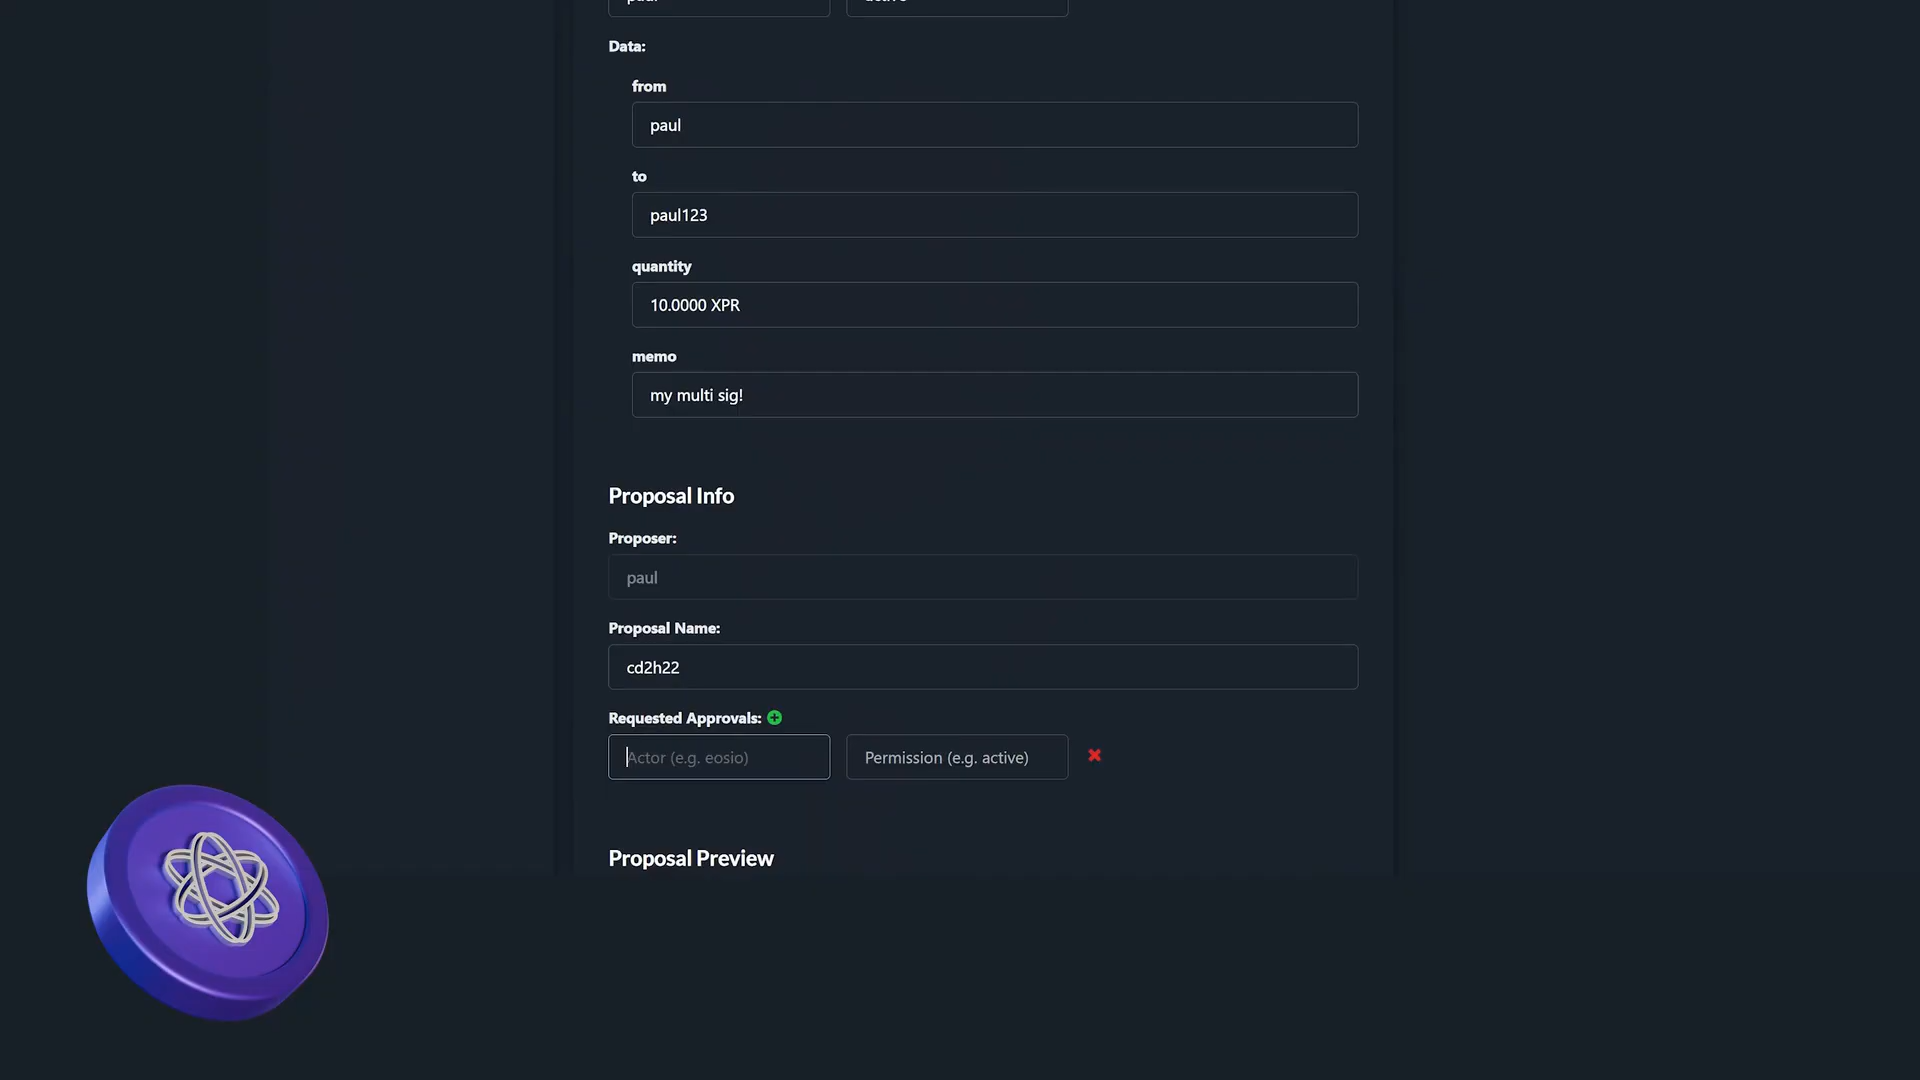 Data:
from
paul
to
paul123
quantity
10.0000 XPR
memo
my multi sig!
Proposal Info
Proposer:
paul
Proposal Name:
cd2h22
Requested Approvals:
Actor (e.g. eosio) Permission (e.g. active)
Proposal Preview